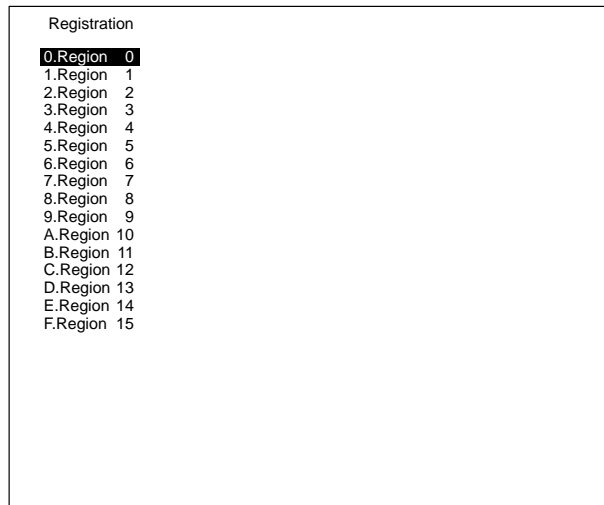 Registration
0.Region 0
1.Region 1
2.Region 2
3.Region 3
4.Region 4
5.Region 5
6.Region 6
7.Region 7
8.Region 8
9.Region 9
A.Region 10
B.Region 11
C.Region 12
D.Region 13
E.Region 14
F.Region 15